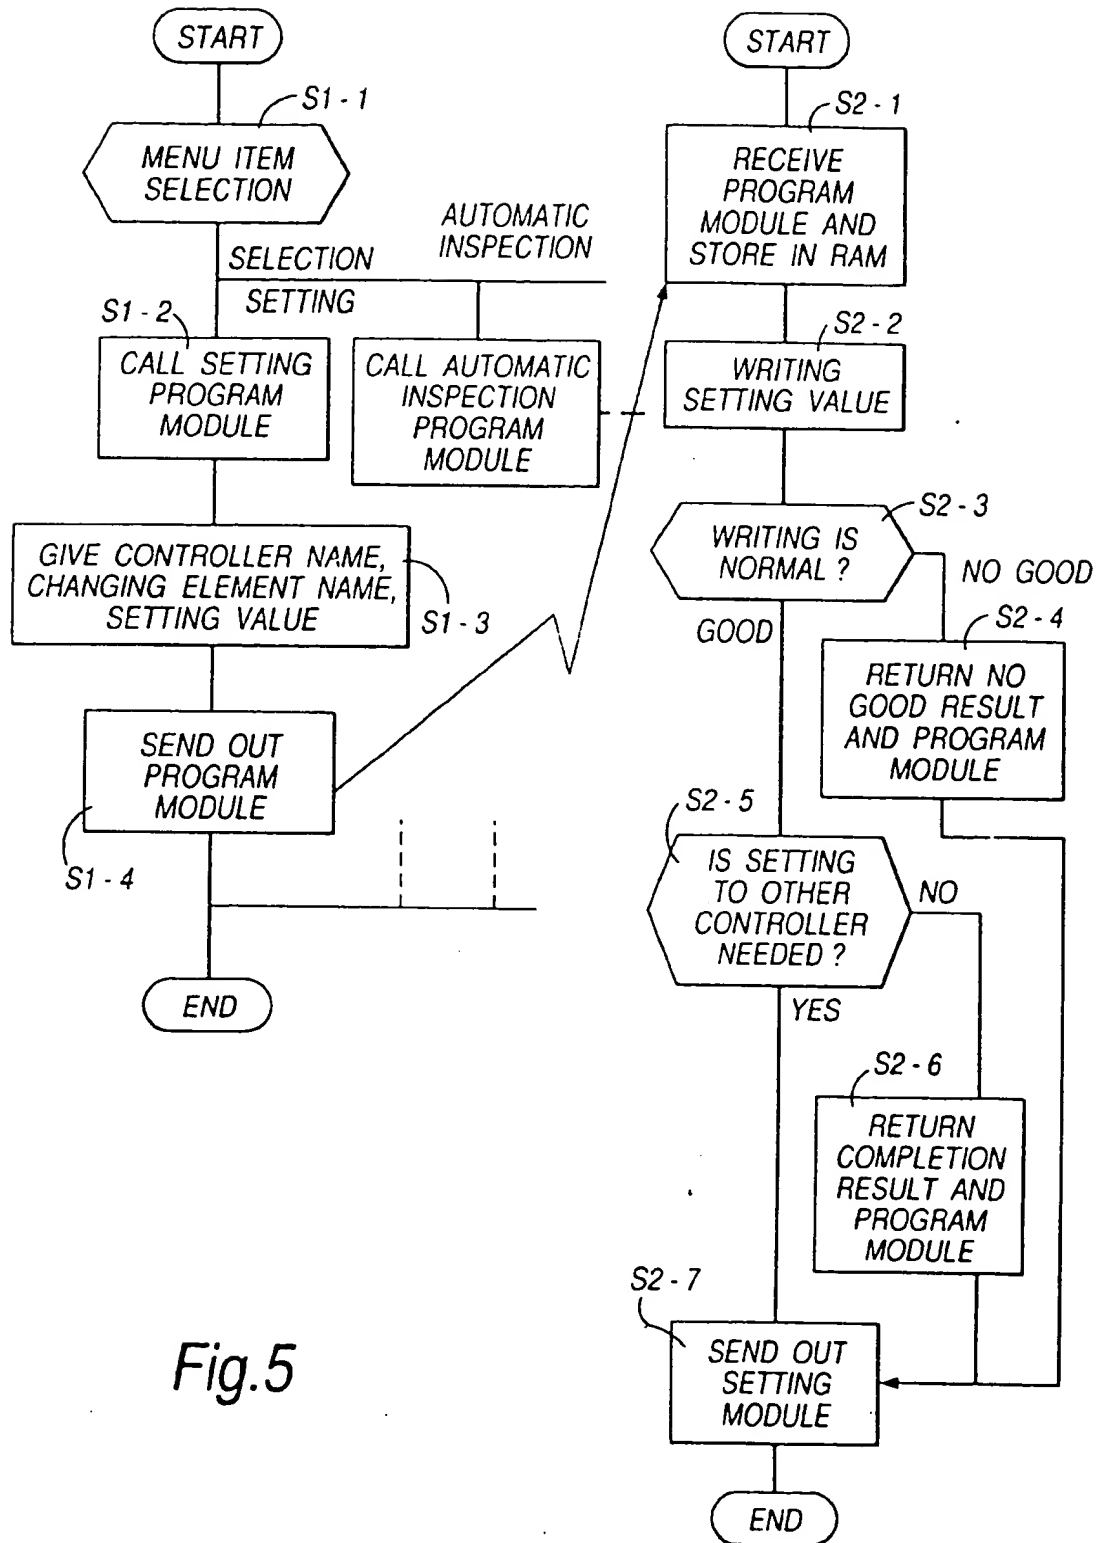 START
S1-1
MENU ITEM
SELECTION
AUTOMATIC
INSPECTION
SELECTION
SETTING
S1-2
CALL SETTING
PROGRAM
MODULE
CALL AUTOMATIC
INSPECTION
PROGRAM
MODULE
GIVE CONTROLLER NAME,
CHANGING ELEMENT NAME,
SETTING VALUE
S1-3
SEND OUT
PROGRAM
MODULE
S1-4
END
START
S2-1
RECEIVE
PROGRAM
MODULE AND
STORE IN RAM
S2-2
WRITING
SETTING VALUE
S2-3
WRITING IS
NORMAL?
NO GOOD
GOOD
S2-4
RETURN NO
GOOD RESULT
AND PROGRAM
MODULE
S2-5
IS SETTING
TO OTHER
CONTROLLER
NEEDED?
NO
YES
S2-6
RETURN
COMPLETION
RESULT AND
PROGRAM
MODULE
S2-7
SEND OUT
SETTING
MODULE
END
Fig.5